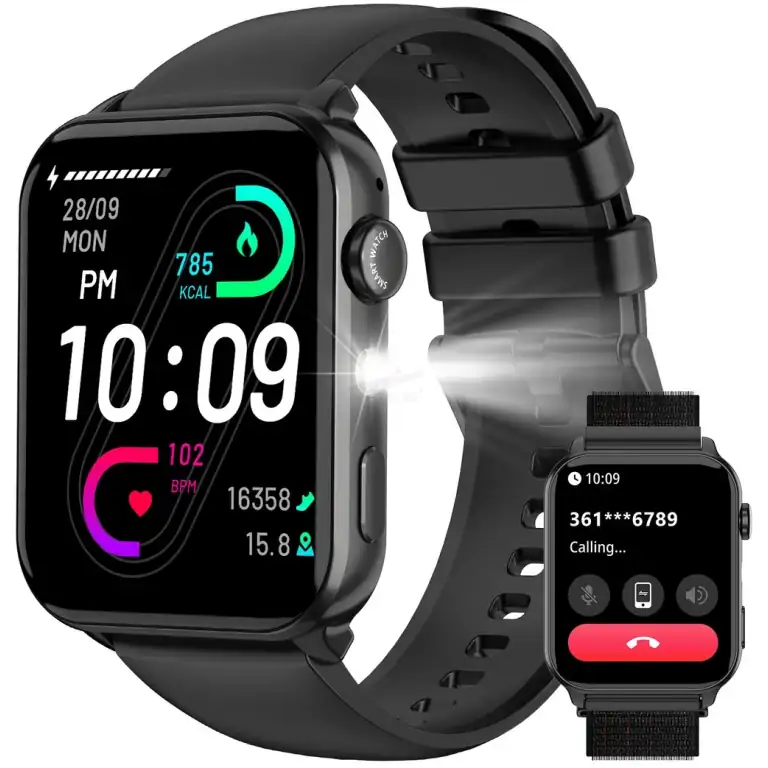 28/09
MON
PM
785
KCAL
SMART WATCH
10:09
102
BPM
16358
15.8
10:09
361***6789
Calling...